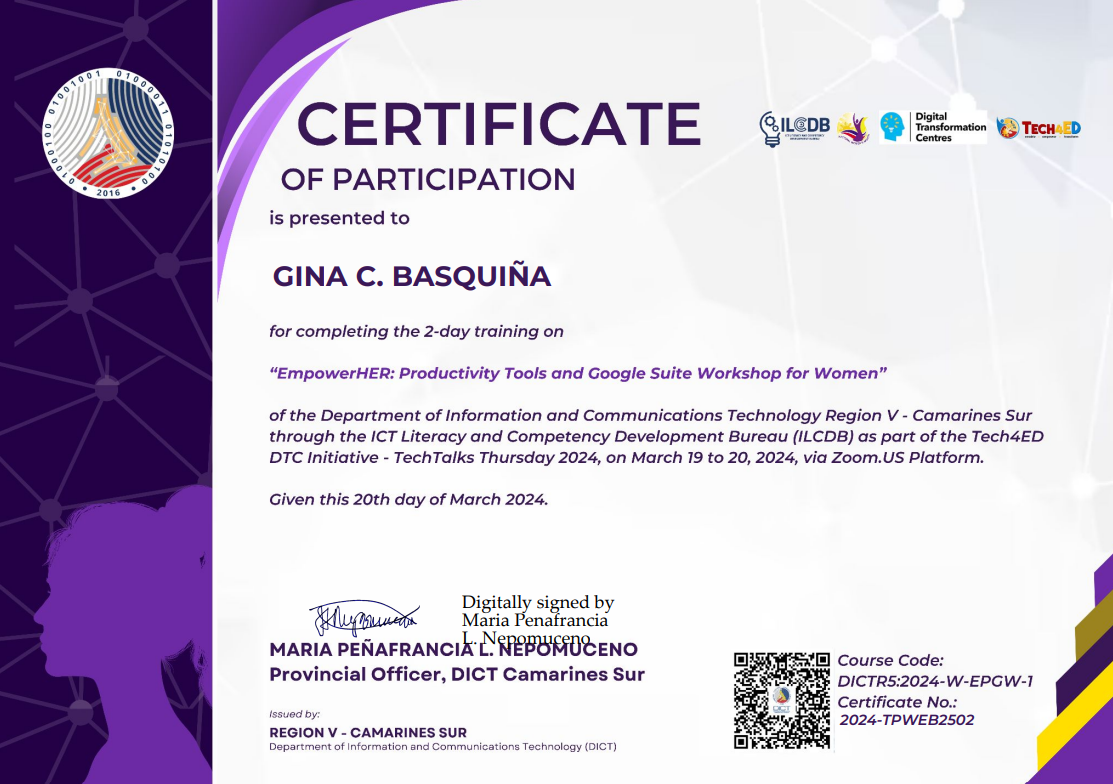 01000100 01001001 01000011 01010100
2016
CERTIFICATE
ILCDB
Digital
Transformation
Centres
TECH4ED
OF PARTICIPATION
is presented to
GINA C. BASQUIÑA
for completing the 2-day training on
“EmpowerHER: Productivity Tools and Google Suite Workshop for Women”
of the Department of Information and Communications Technology Region V - Camarines Sur
through the ICT Literacy and Competency Development Bureau (ILCDB) as part of the Tech4ED
DTC Initiative - TechTalks Thursday 2024, on March 19 to 20, 2024, via Zoom.US Platform.
Given this 20th day of March 2024.
Digitally signed by
Maria Penafrancia
L. Nepomuceno
MARIA PEÑAFRANCIA L. NEPOMUCENO
Provincial Officer, DICT Camarines Sur
Issued by:
REGION V - CAMARINES SUR
Department of Information and Communications Technology (DICT)
Course Code:
DICTR5:2024-W-EPGW-1
Certificate No.:
2024-TPWEB2502